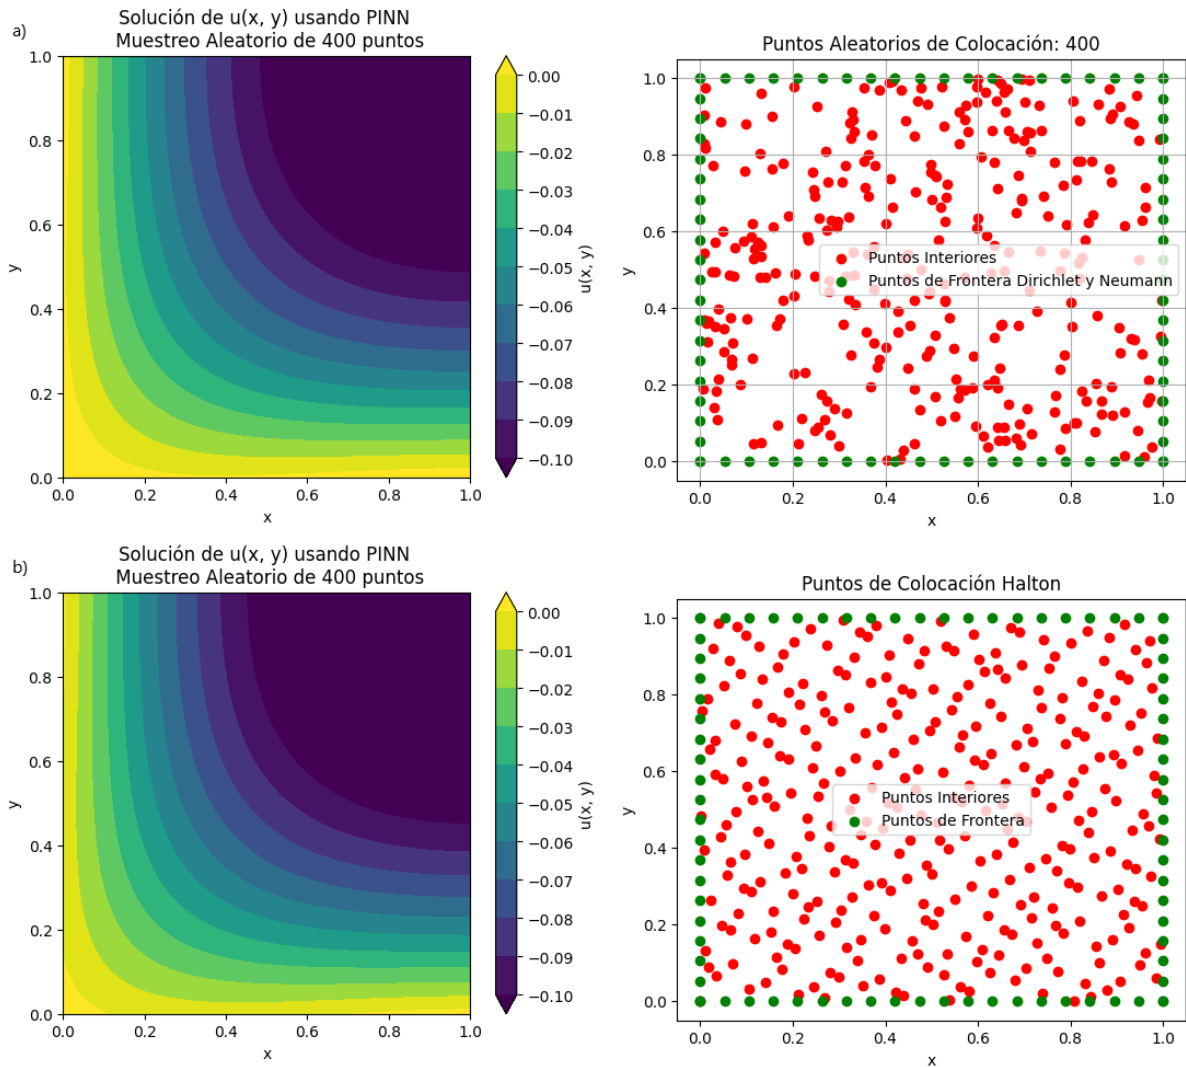 a)
Solución de u(x, y) usando PINN
Muestreo Aleatorio de 400 puntos
1.0
0.8
0.6
0.4
0.2
0.0
y
0.0 0.2 0.4 0.6 0.8 1.0
x
0.00
−0.01
−0.02
−0.03
−0.04
−0.05
−0.06
−0.07
−0.08
−0.09
−0.10
u(x, y)
Puntos Aleatorios de Colocación: 400
1.0
0.8
0.6
0.4
0.2
0.0
y
Puntos Interiores
Puntos de Frontera Dirichlet y Neumann
0.0 0.2 0.4 0.6 0.8 1.0
x
b)
Solución de u(x, y) usando PINN
Muestreo Aleatorio de 400 puntos
1.0
0.8
0.6
0.4
0.2
0.0
y
0.0 0.2 0.4 0.6 0.8 1.0
x
0.00
−0.01
−0.02
−0.03
−0.04
−0.05
−0.06
−0.07
−0.08
−0.09
−0.10
u(x, y)
Puntos de Colocación Halton
1.0
0.8
0.6
0.4
0.2
0.0
y
Puntos Interiores
Puntos de Frontera
0.0 0.2 0.4 0.6 0.8 1.0
x